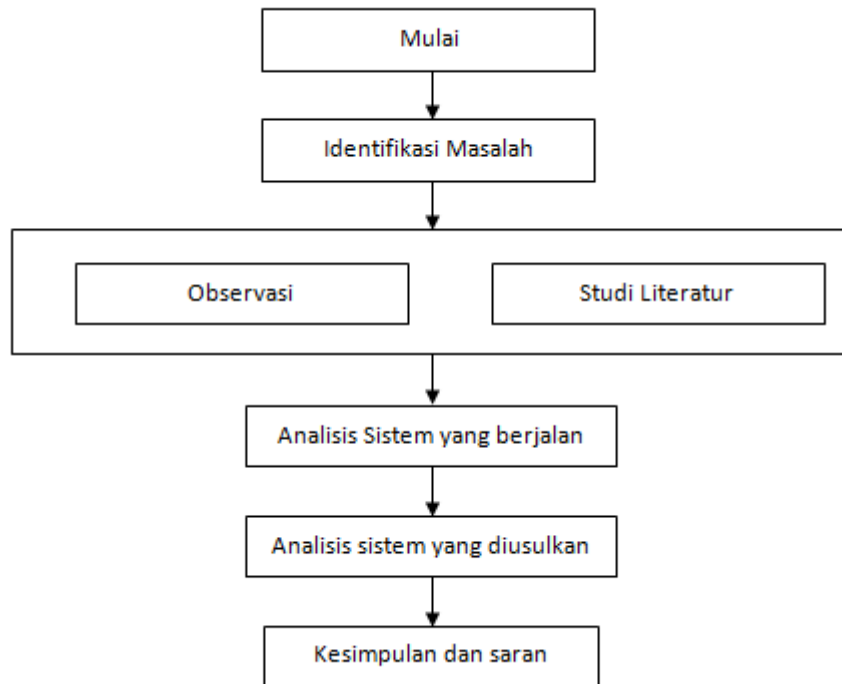 Mulai
Identifikasi Masalah
Observasi
Studi Literatur
Analisis Sistem yang berjalan
Analisis sistem yang diusulkan
Kesimpulan dan saran